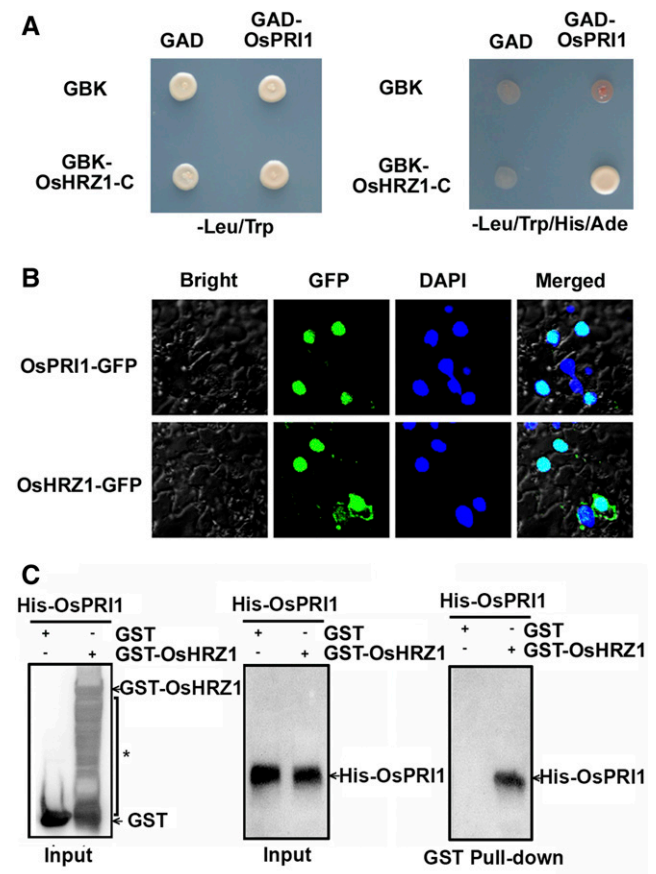 A
GAD GAD-
OsPRI1
GBK
GBK-
OsHRZ1-C
-Leu/Trp
GAD GAD-
OsPRI1
GBK
GBK-
OsHRZ1-C
-Leu/Trp/His/Ade
B
Bright GFP DAPI Merged
OsPRI1-GFP
OsHRZ1-GFP
C
His-OsPRI1
+ - GST
- + GST-OsHRZ1
GST-OsHRZ1
*
GST
Input
His-OsPRI1
+ - GST
- + GST-OsHRZ1
His-OsPRI1
Input
His-OsPRI1
+ - GST
- + GST-OsHRZ1
His-OsPRI1
GST Pull-down